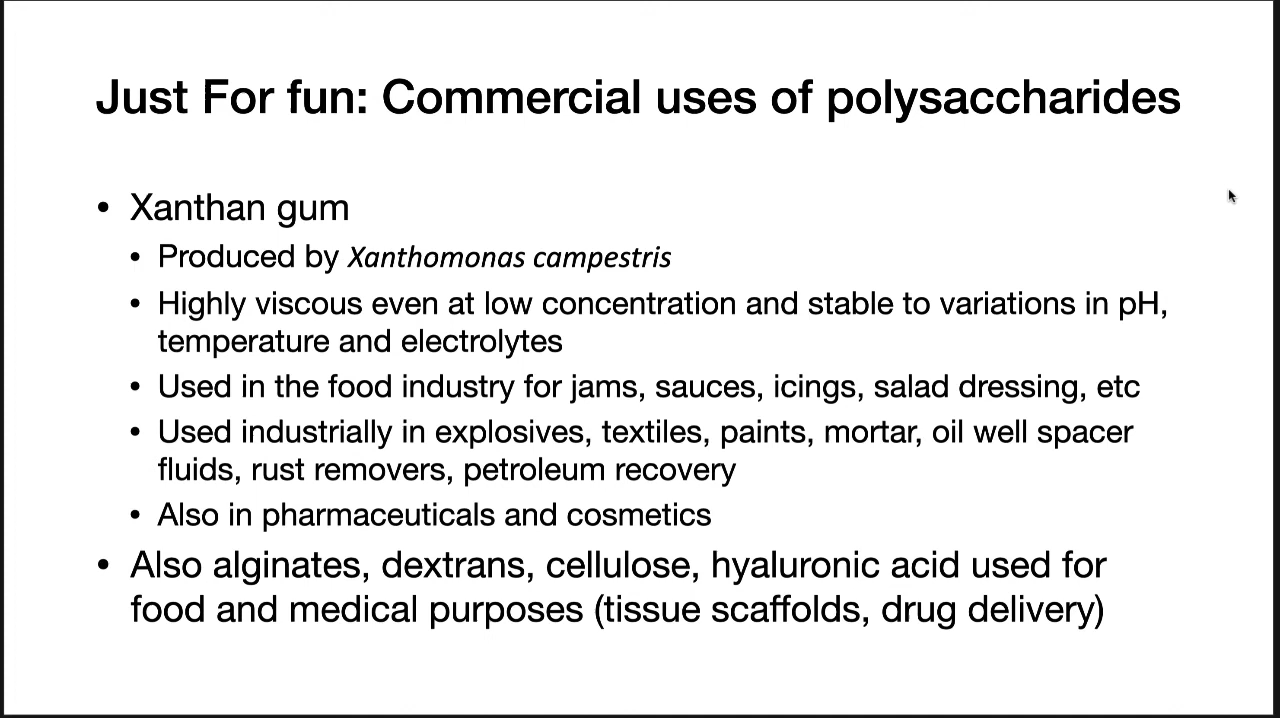 Just For fun: Commercial uses of polysaccharides
• Xanthan gum
• Produced by Xanthomonas campestris
• Highly viscous even at low concentration and stable to variations in pH,
temperature and electrolytes
• Used in the food industry for jams, sauces, icings, salad dressing, etc
• Used industrially in explosives, textiles, paints, mortar, oil well spacer
fluids, rust removers, petroleum recovery
• Also in pharmaceuticals and cosmetics
• Also alginates, dextrans, cellulose, hyaluronic acid used for
food and medical purposes (tissue scaffolds, drug delivery)